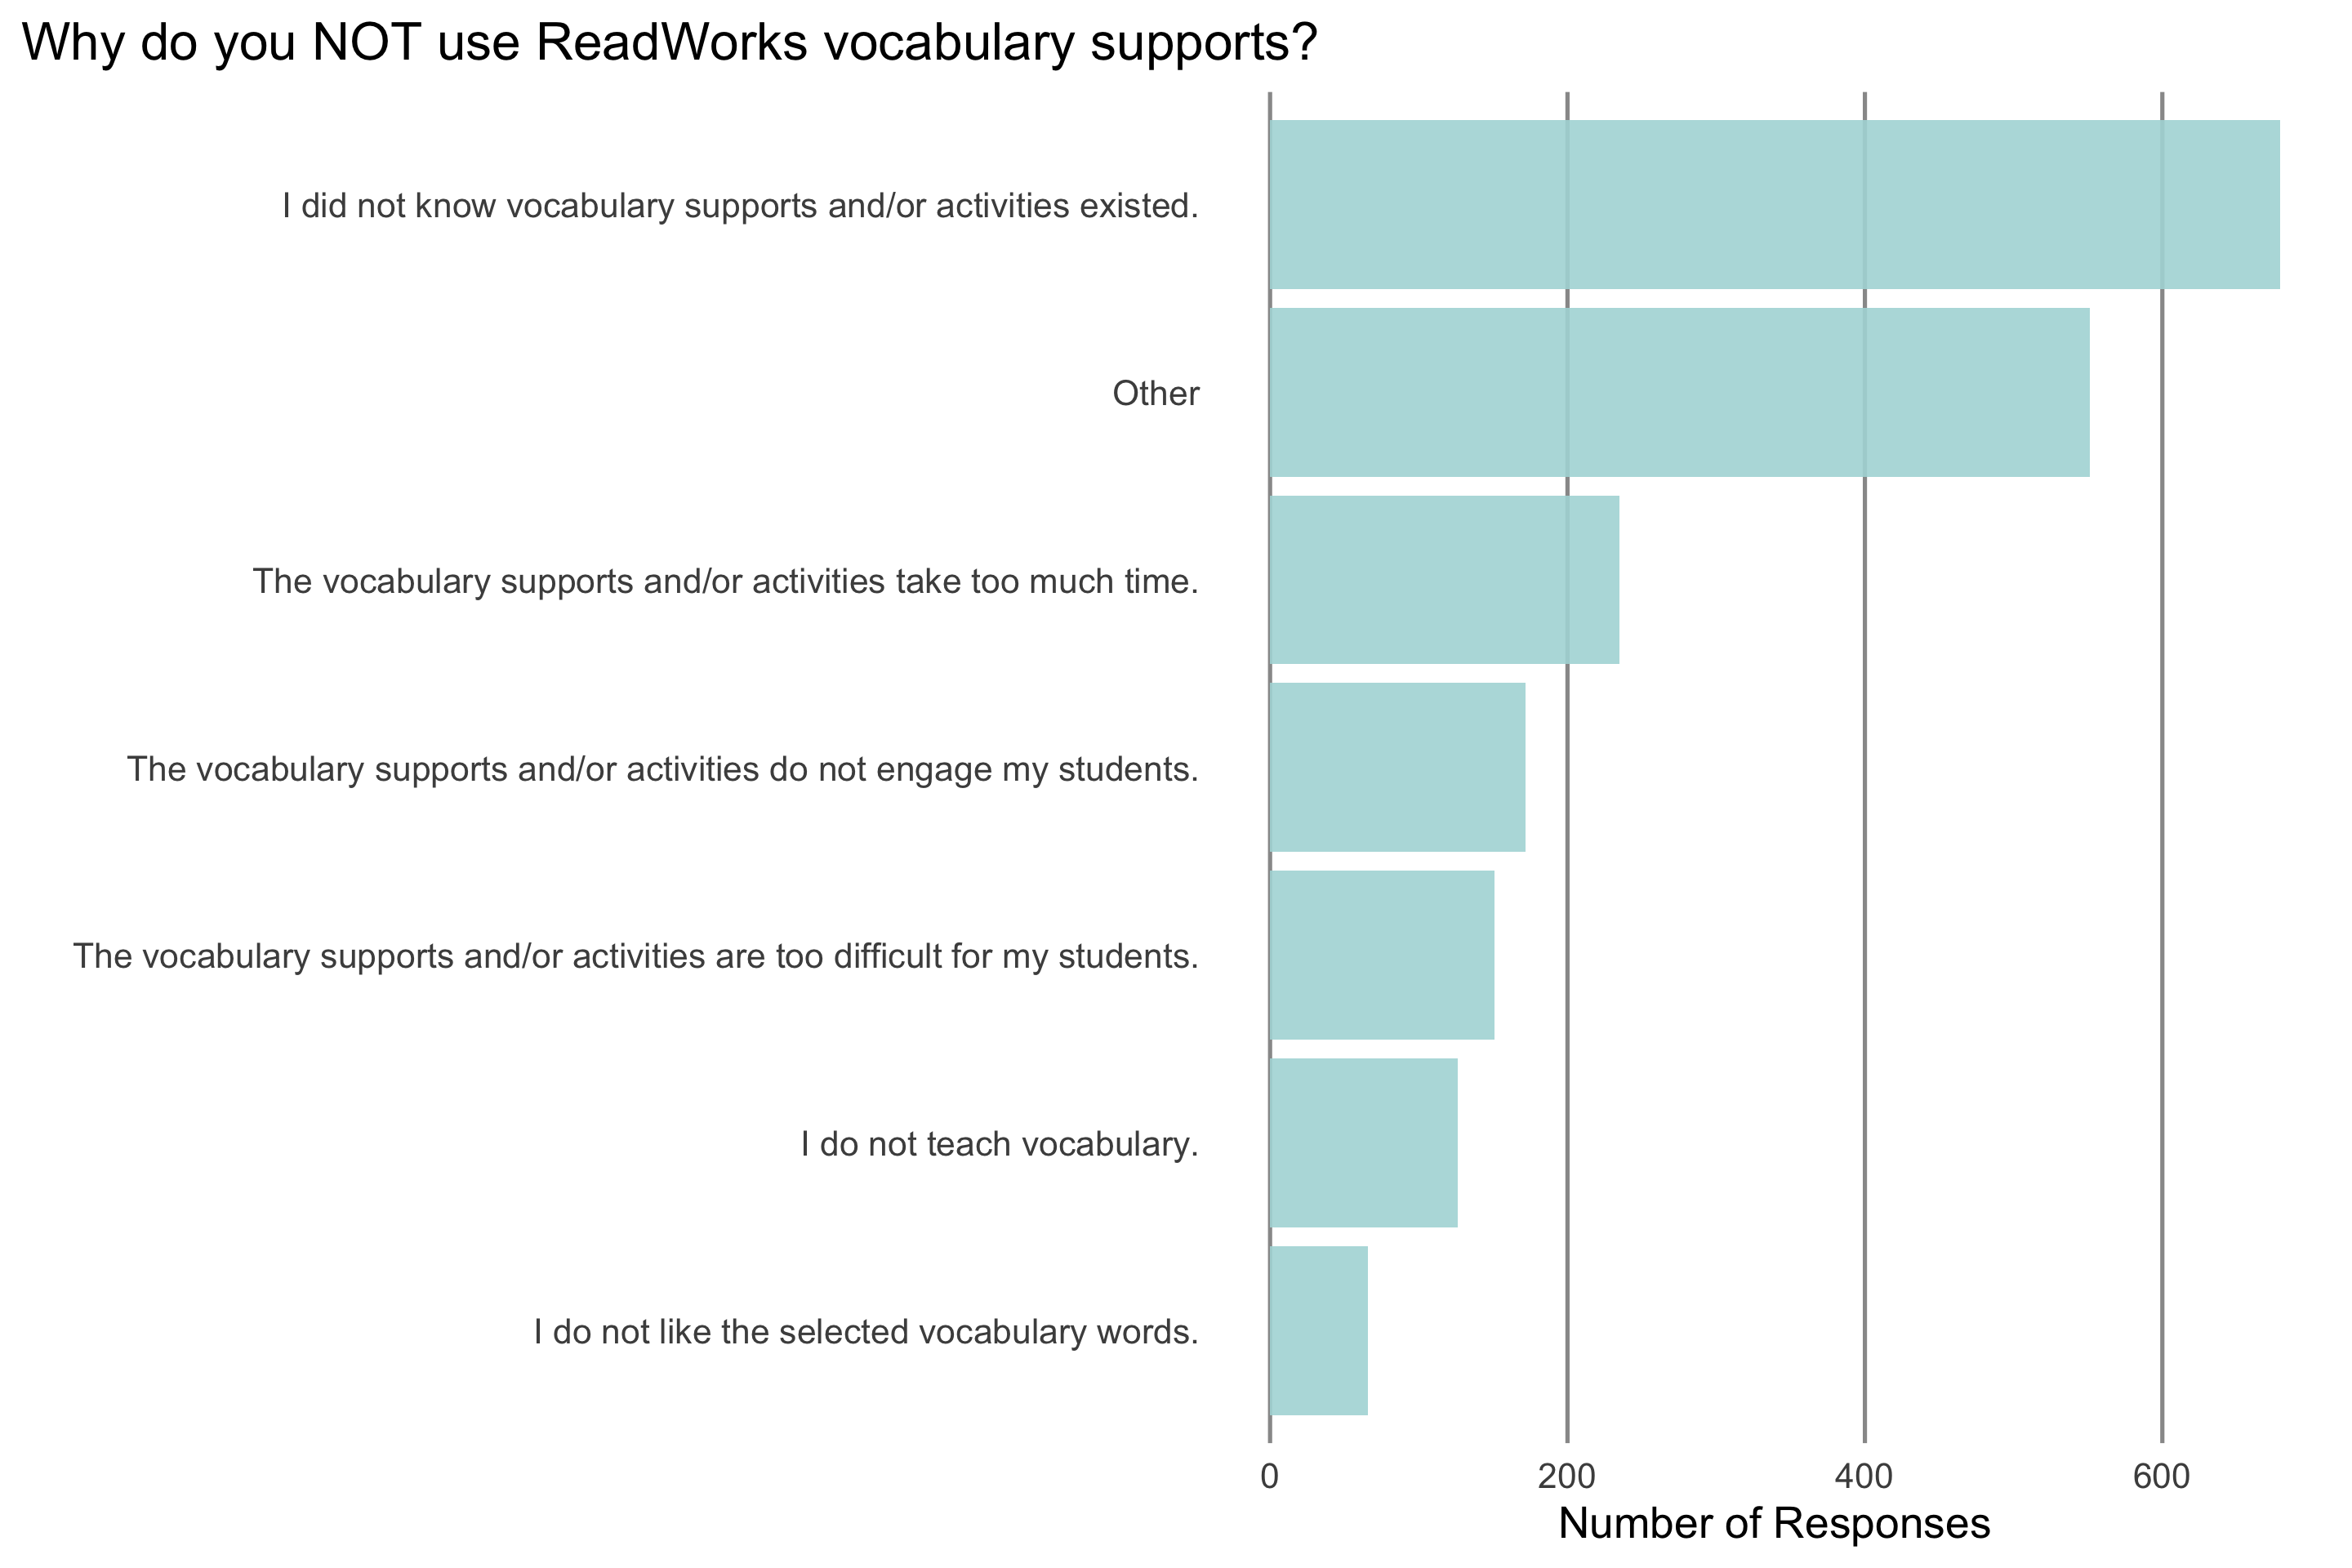 Why do you NOT use ReadWorks vocabulary supports?
I did not know vocabulary supports and/or activities existed.
Other
The vocabulary supports and/or activities take too much time.
The vocabulary supports and/or activities do not engage my students.
The vocabulary supports and/or activities are too difficult for my students.
I do not teach vocabulary.
I do not like the selected vocabulary words.
0 200 400 600
Number of Responses